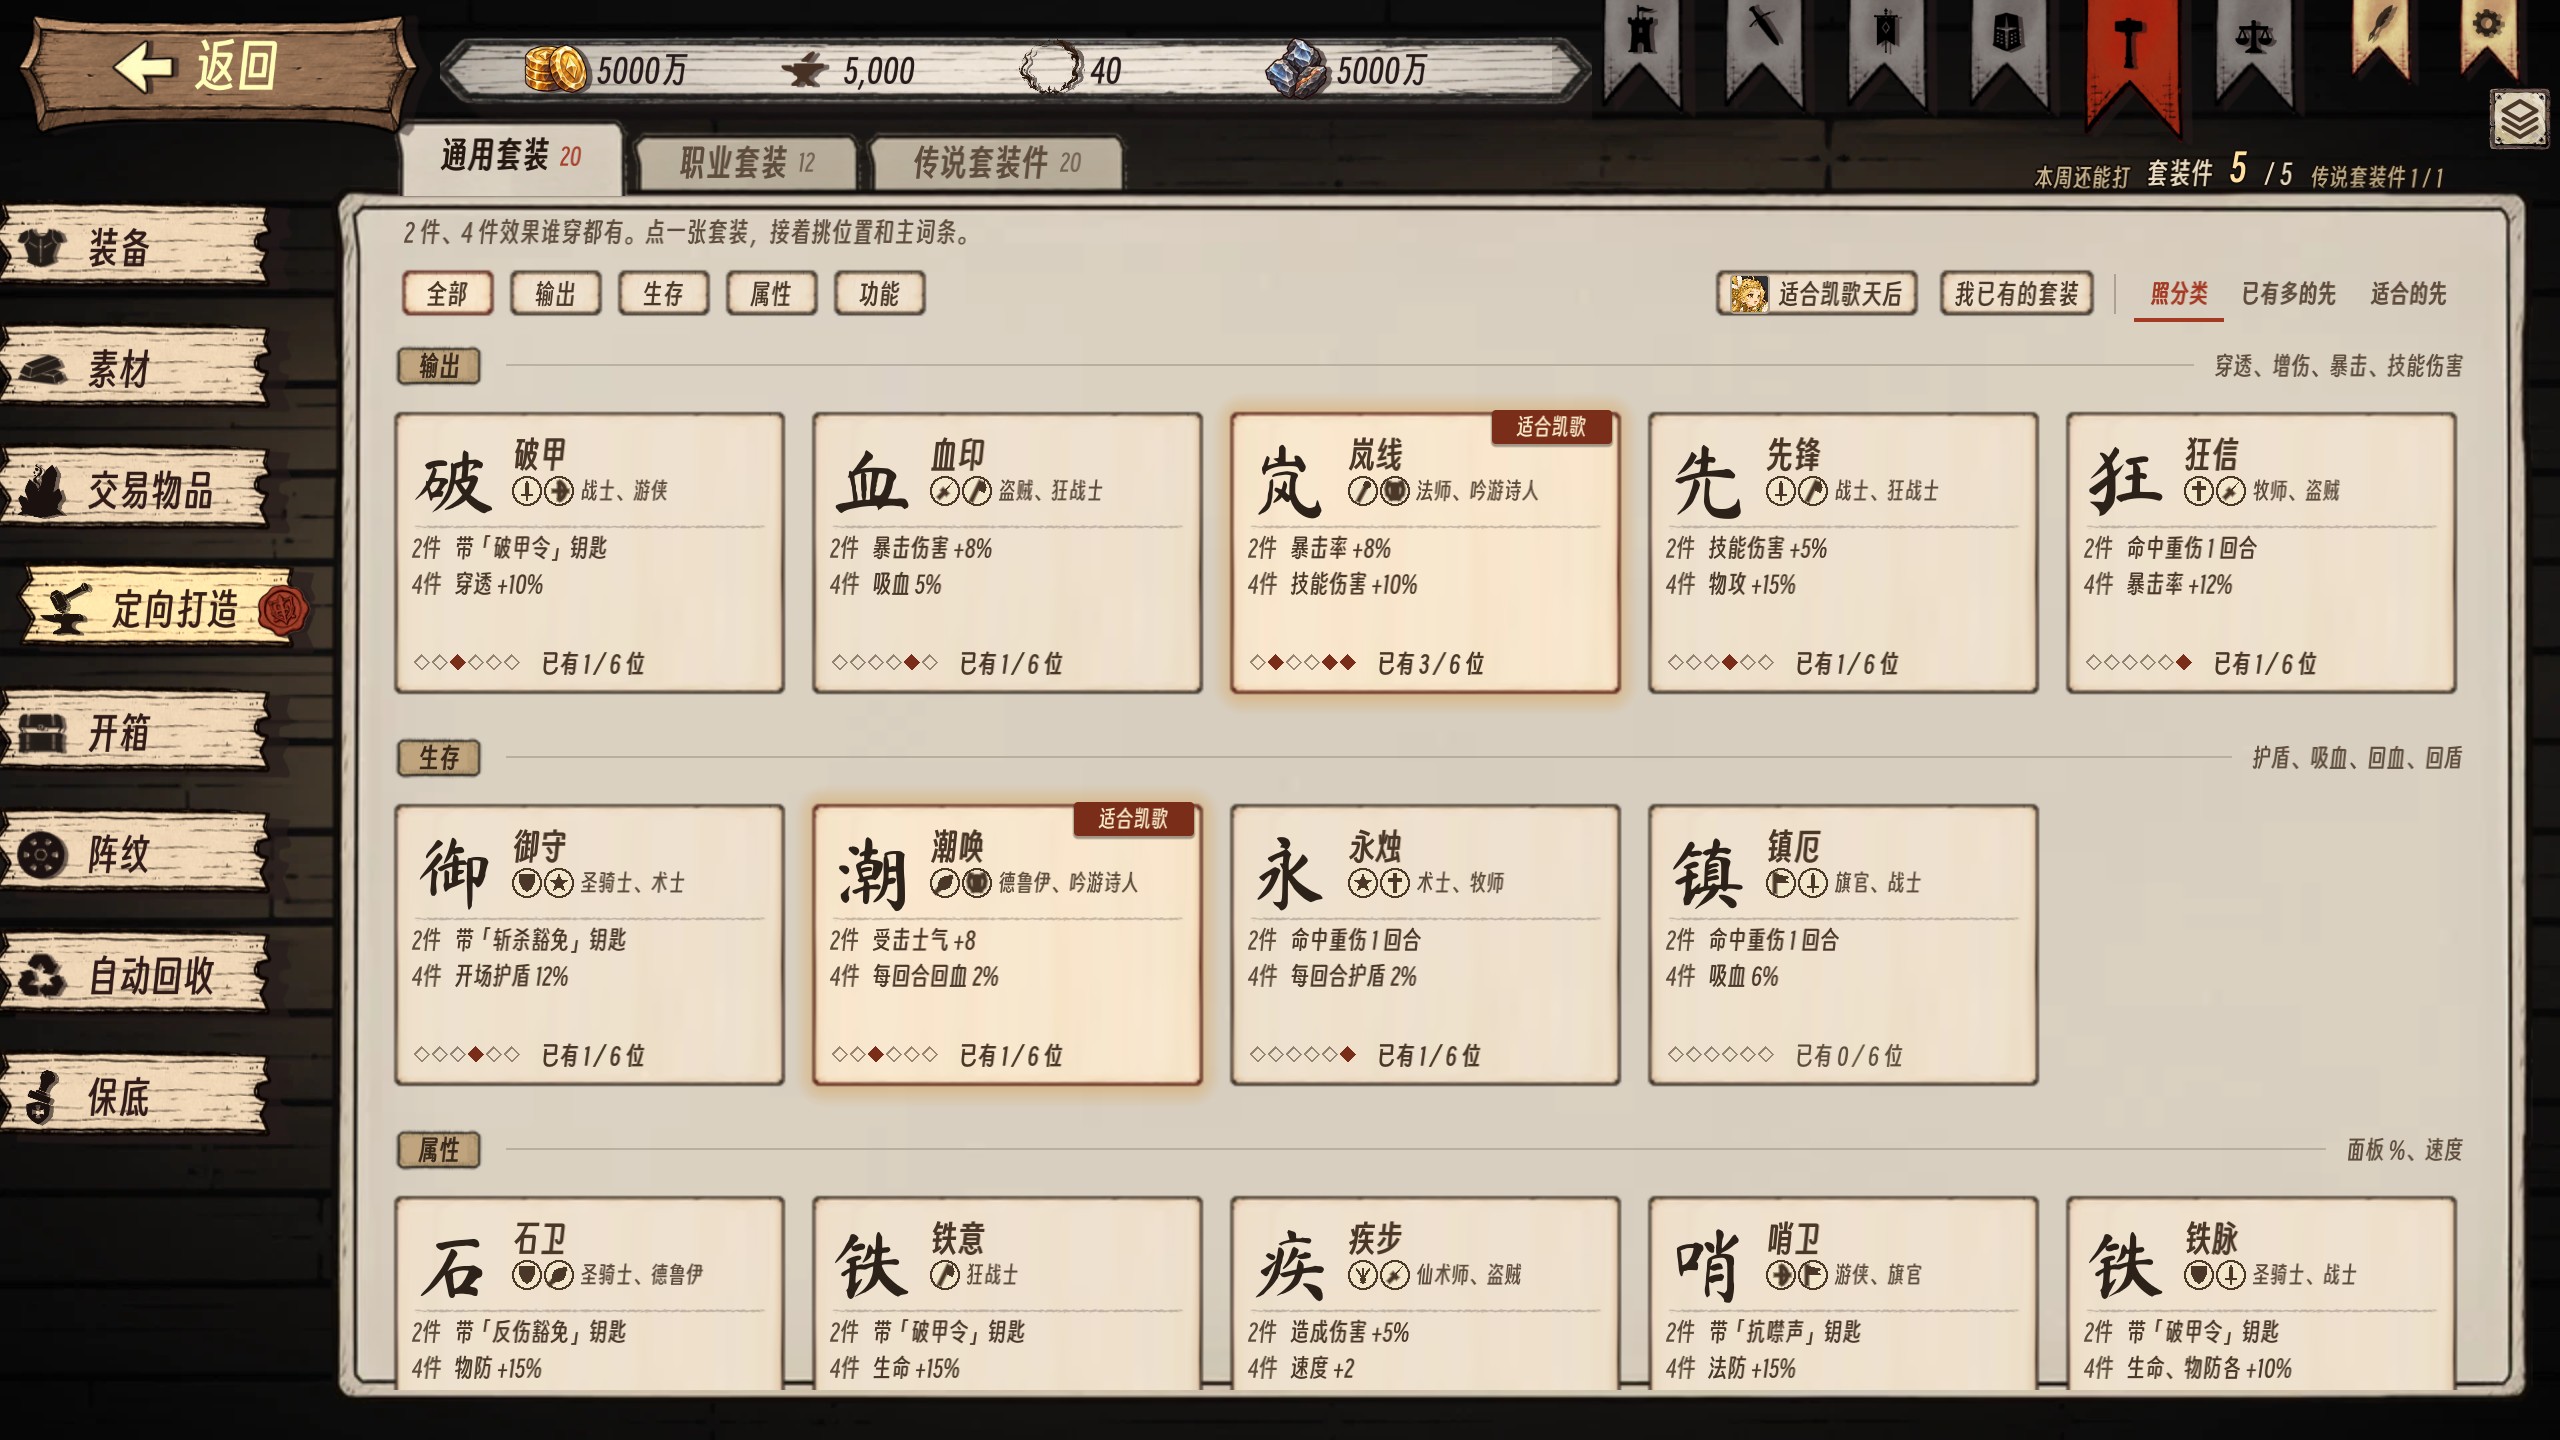 返回
5000万
5,000
40
5000万
通用套装 20
职业套装 12
传说套装件 20
本周还能打 套装件 5 / 5 传说套装件 1 / 1
装备
素材
交易物品
定向打造
开箱
阵纹
自动回收
保底
2 件、4 件效果谁穿都有。点一张套装，接着挑位置和主词条。
全部
输出
生存
属性
功能
适合凯歌天后
我已有的套装
照分类
已有多的先
适合的先
输出
穿透、增伤、暴击、技能伤害
破
破甲
战士、游侠
2件 带「破甲令」钥匙
4件 穿透 +10%
已有 1 / 6 位
血
血印
盗贼、狂战士
2件 暴击伤害 +8%
4件 吸血 5%
已有 1 / 6 位
适合凯歌
岚
岚线
法师、吟游诗人
2件 暴击率 +8%
4件 技能伤害 +10%
已有 3 / 6 位
先
先锋
战士、狂战士
2件 技能伤害 +5%
4件 物攻 +15%
已有 1 / 6 位
狂
狂信
牧师、盗贼
2件 命中重伤 1 回合
4件 暴击率 +12%
已有 1 / 6 位
生存
护盾、吸血、回血、回盾
御
御守
圣骑士、术士
2件 带「斩杀豁免」钥匙
4件 开场护盾 12%
已有 1 / 6 位
适合凯歌
潮
潮唤
德鲁伊、吟游诗人
2件 受击士气 +8
4件 每回合回血 2%
已有 1 / 6 位
永
永烛
术士、牧师
2件 命中重伤 1 回合
4件 每回合护盾 2%
已有 1 / 6 位
镇
镇厄
旗官、战士
2件 命中重伤 1 回合
4件 吸血 6%
已有 0 / 6 位
属性
面板 %、速度
石
石卫
圣骑士、德鲁伊
2件 带「反伤豁免」钥匙
4件 物防 +15%
铁
铁意
狂战士
2件 带「破甲令」钥匙
4件 生命 +15%
疾
疾步
仙术师、盗贼
2件 造成伤害 +5%
4件 速度 +2
哨
哨卫
游侠、旗官
2件 带「抗噤声」钥匙
4件 法防 +15%
铁
铁脉
圣骑士、战士
2件 带「破甲令」钥匙
4件 生命、物防各 +10%